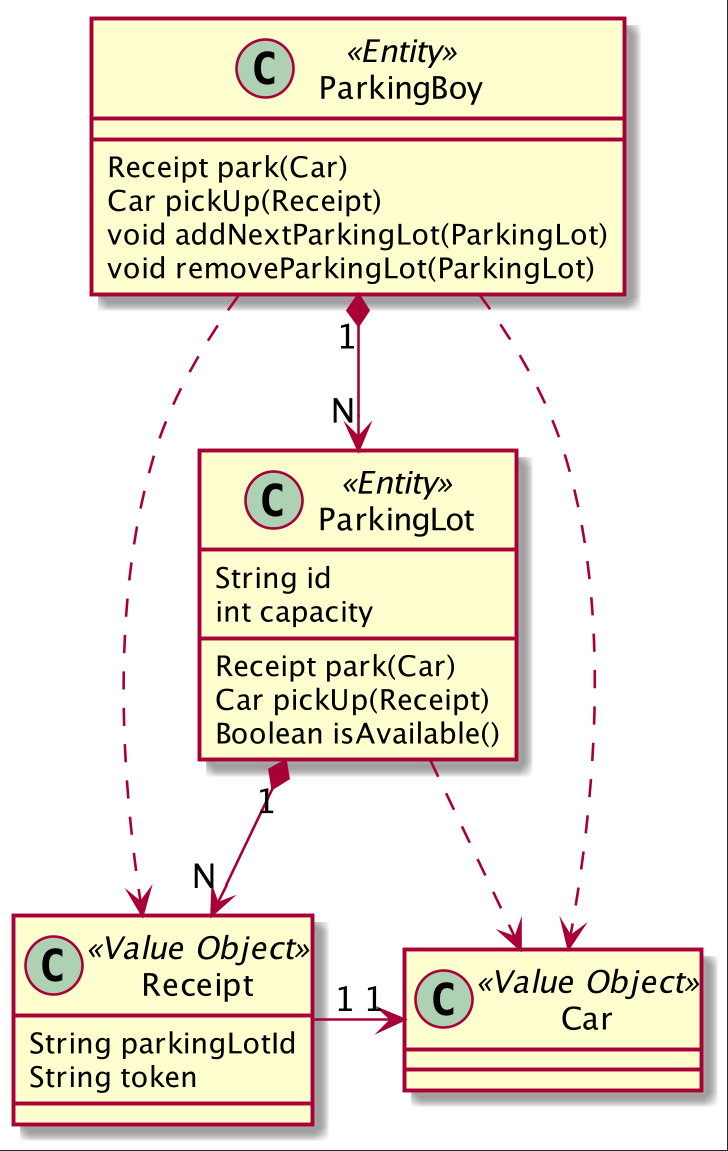 C
«Entity»
ParkingBoy
Receipt park(Car)
Car pickUp(Receipt)
void addNextParkingLot(ParkingLot)
void removeParkingLot(ParkingLot)
1
N
C
«Entity»
ParkingLot
String id
int capacity
Receipt park(Car)
Car pickUp(Receipt)
Boolean isAvailable()
1
N
C
«Value Object»
Receipt
String parkingLotId
String token
1 1
C
«Value Object»
Car